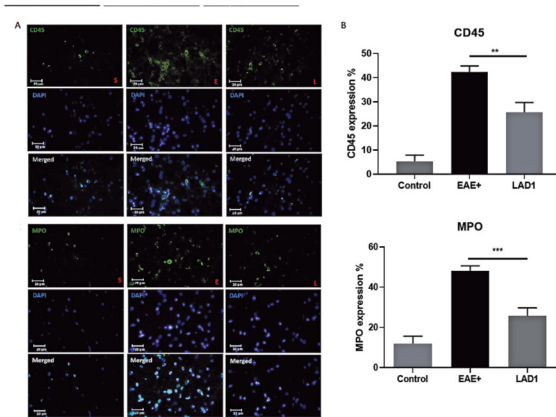 A
B
CD45
CD45
CD45
S
E
L
DAPI
DAPI
DAPI
Merged
Merged
Merged
MPO
MPO
MPO
S
E
L
DAPI
DAPI
DAPI
Merged
Merged
Merged
CD45
**
CD45 expression %
50
40
30
20
10
0
Control EAE+ LAD1
MPO
***
MPO expression %
60
40
20
0
Control EAE+ LAD1